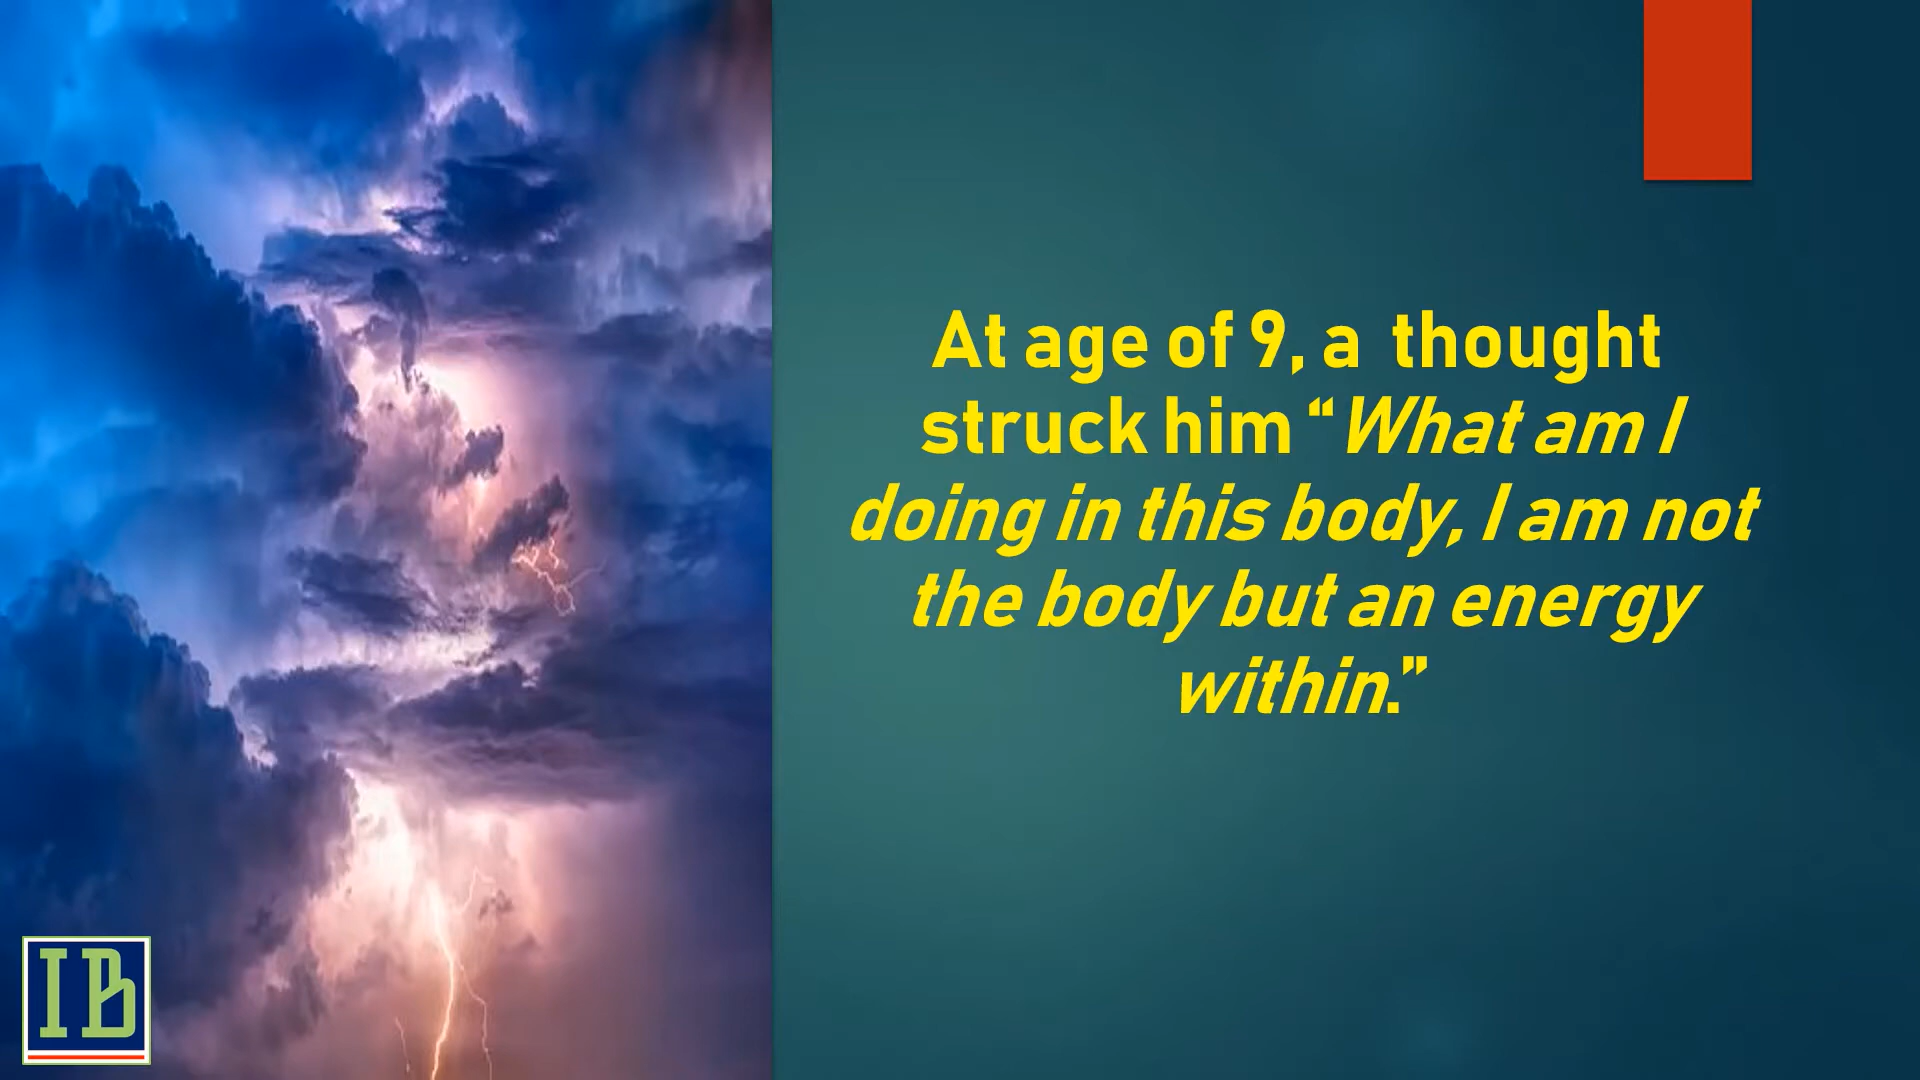 At age of 9, a thought
struck him “What am I
doing in this body, I am not
the body but an energy
within.”
IB